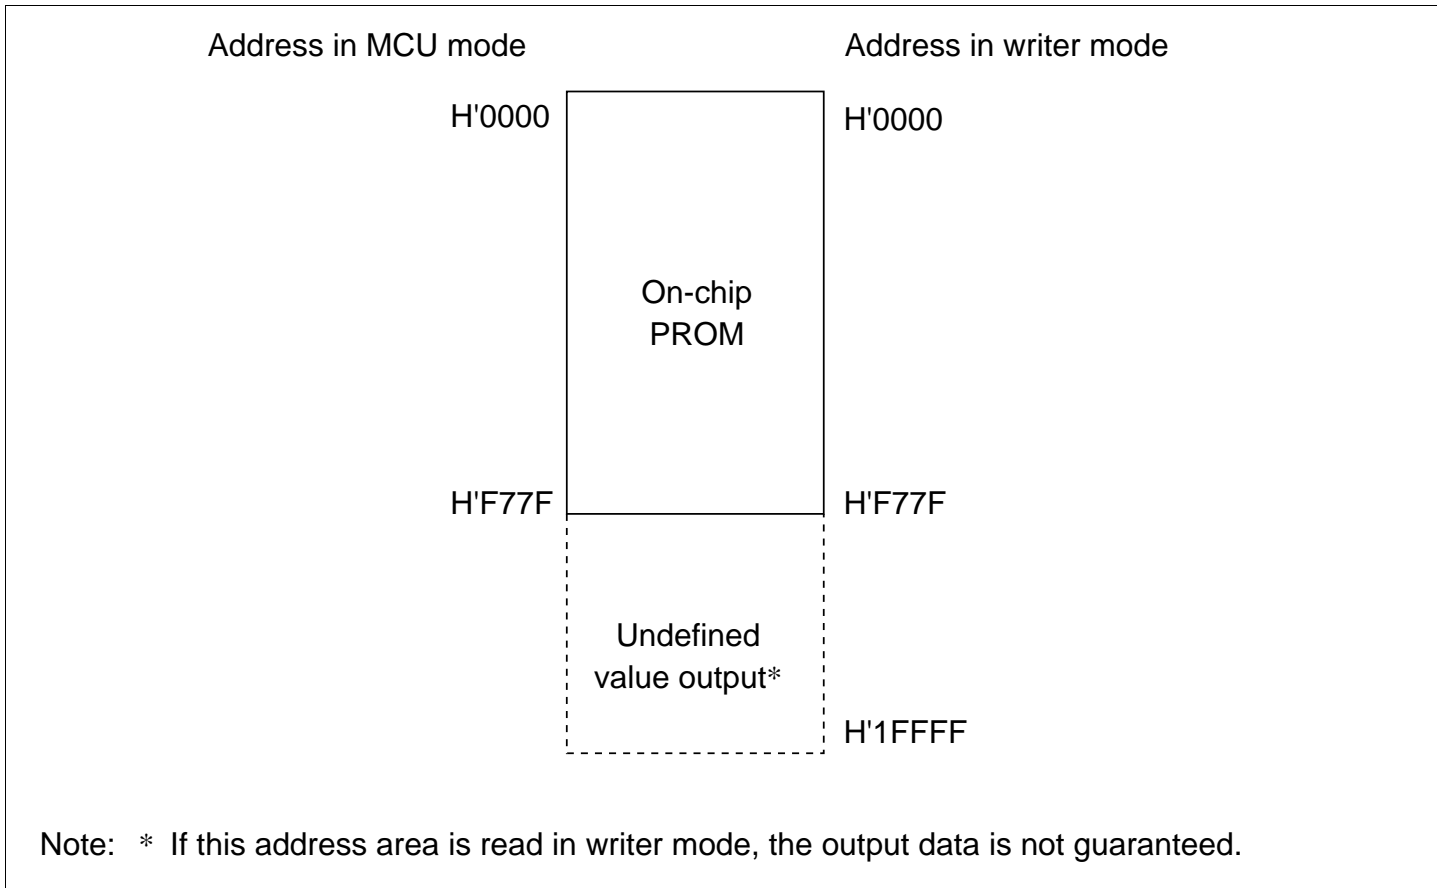 Address in MCU mode Address in writer mode
H'0000 H'0000
On-chip
PROM
H'F77F H'F77F
Undefined
value output*
H'1FFFF
Note: * If this address area is read in writer mode, the output data is not guaranteed.